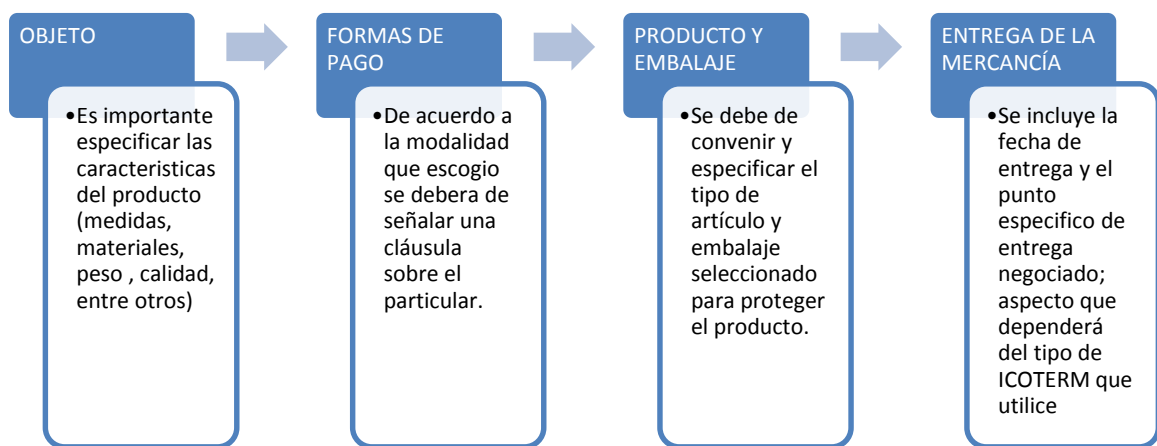 OBJETO
•Es importante
especificar las
caracteristicas
del producto
(medidas,
materiales,
peso , calidad,
entre otros)
FORMAS DE
PAGO
•De acuerdo a
la modalidad
que escogio
se debera de
señalar una
cláusula
sobre el
particular.
PRODUCTO Y
EMBALAJE
•Se debe de
convenir y
especificar el
tipo de
artículo y
embalaje
seleccionado
para proteger
el producto.
ENTREGA DE LA
MERCANCÍA
•Se incluye la
fecha de
entrega y el
punto
especifico de
entrega
negociado;
aspecto que
dependerá
del tipo de
ICOTERM que
utilice